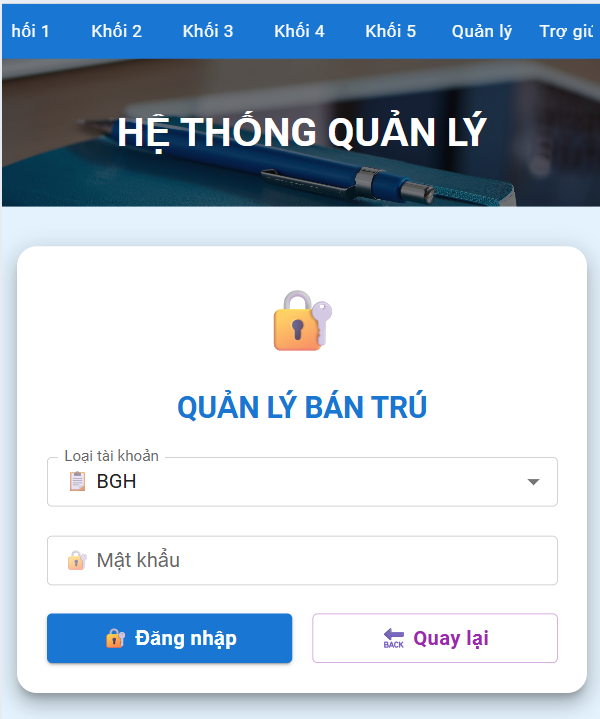 hối 1 Khối 2 Khối 3 Khối 4 Khối 5 Quản lý Trợ giú
HỆ THỐNG QUẢN LÝ
QUẢN LÝ BÁN TRÚ
Loại tài khoản
BGH
Mật khẩu
Đăng nhập
BACK Quay lại